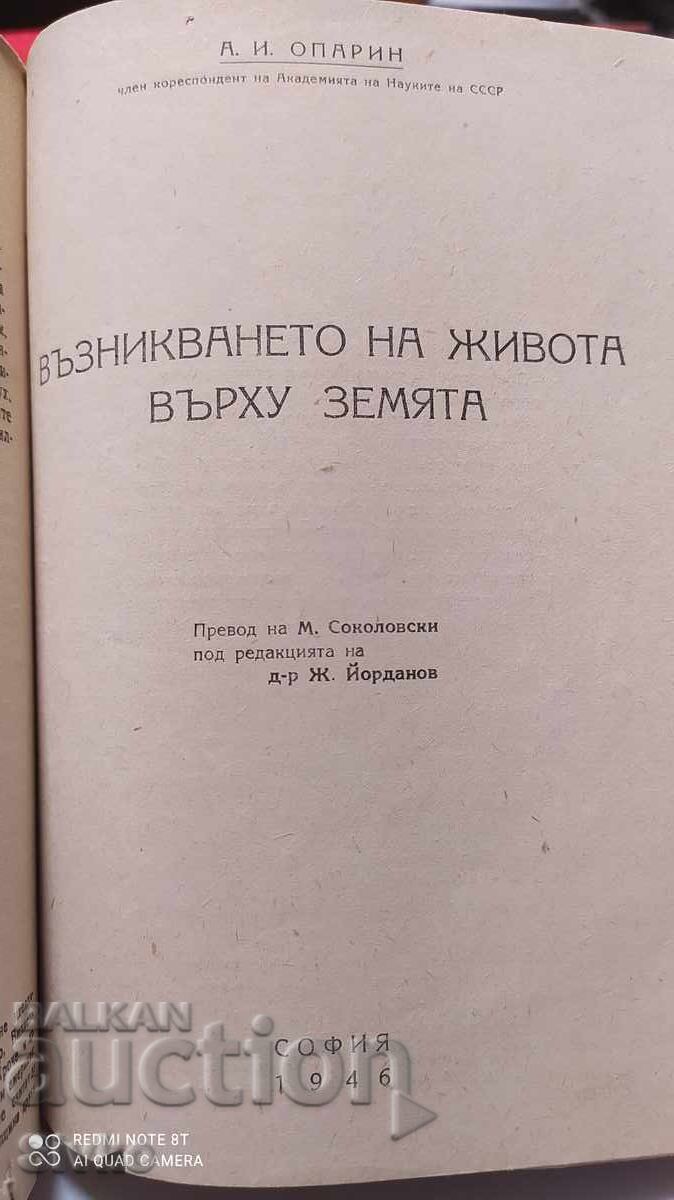 А. И. ОПАРИН
член кореспондент на Академията на Науките на СССР
ВЪЗНИКВАНЕТО НА ЖИВОТА
ВЪРХУ ЗЕМЯТА
Превод на М. Соколовски
под редакцията на
д-р Ж. Йорданов
СОФИЯ
1946
BALKAN
auction
REDMI NOTE 8T
AI QUAD CAMERA